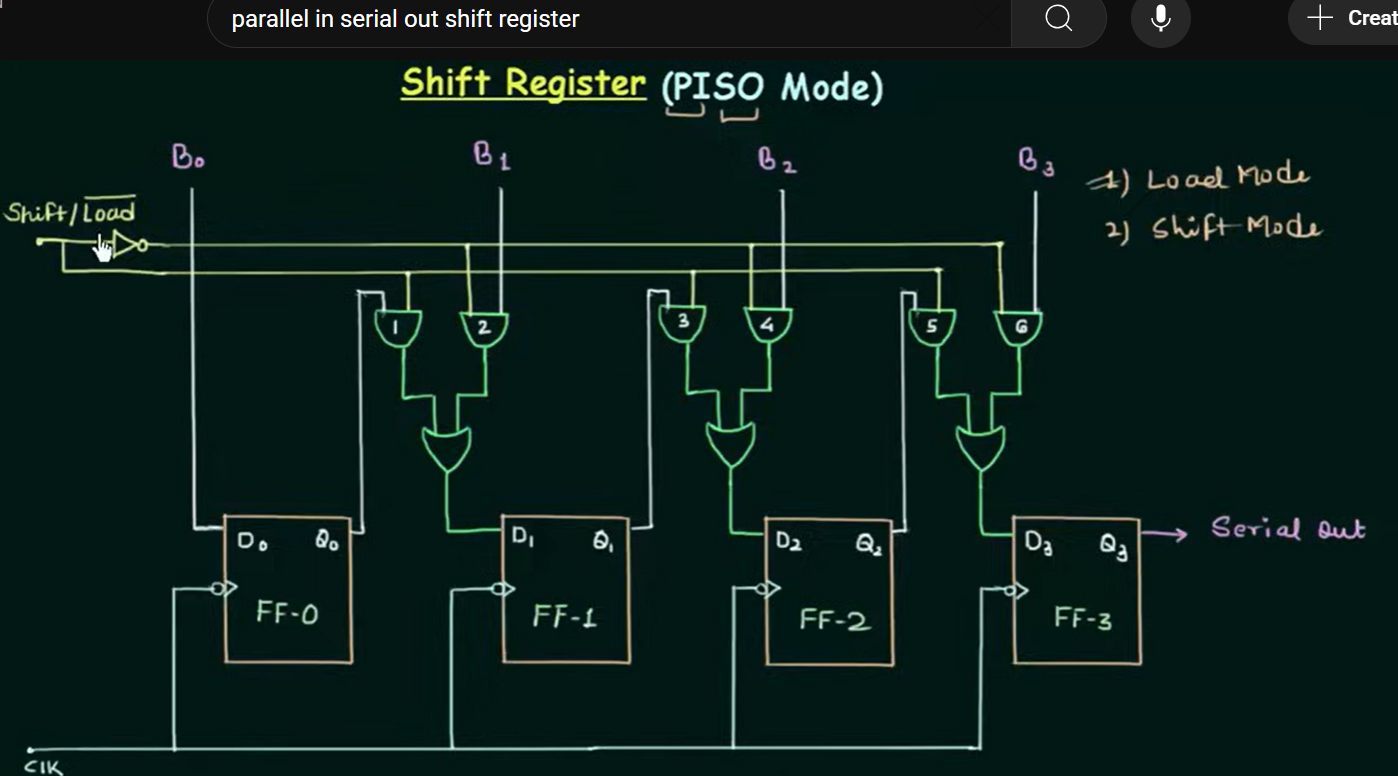 parallel in serial out shift register
Creat
Shift Register (PISO Mode)
B0 B1 B2 B3
1) Load Mode
2) Shift Mode
Shift/Load
1 2 3 4 5 6
D0 Q0 D1 Q1 D2 Q2 D3 Q3
Serial Out
FF-0 FF-1 FF-2 FF-3
Clk